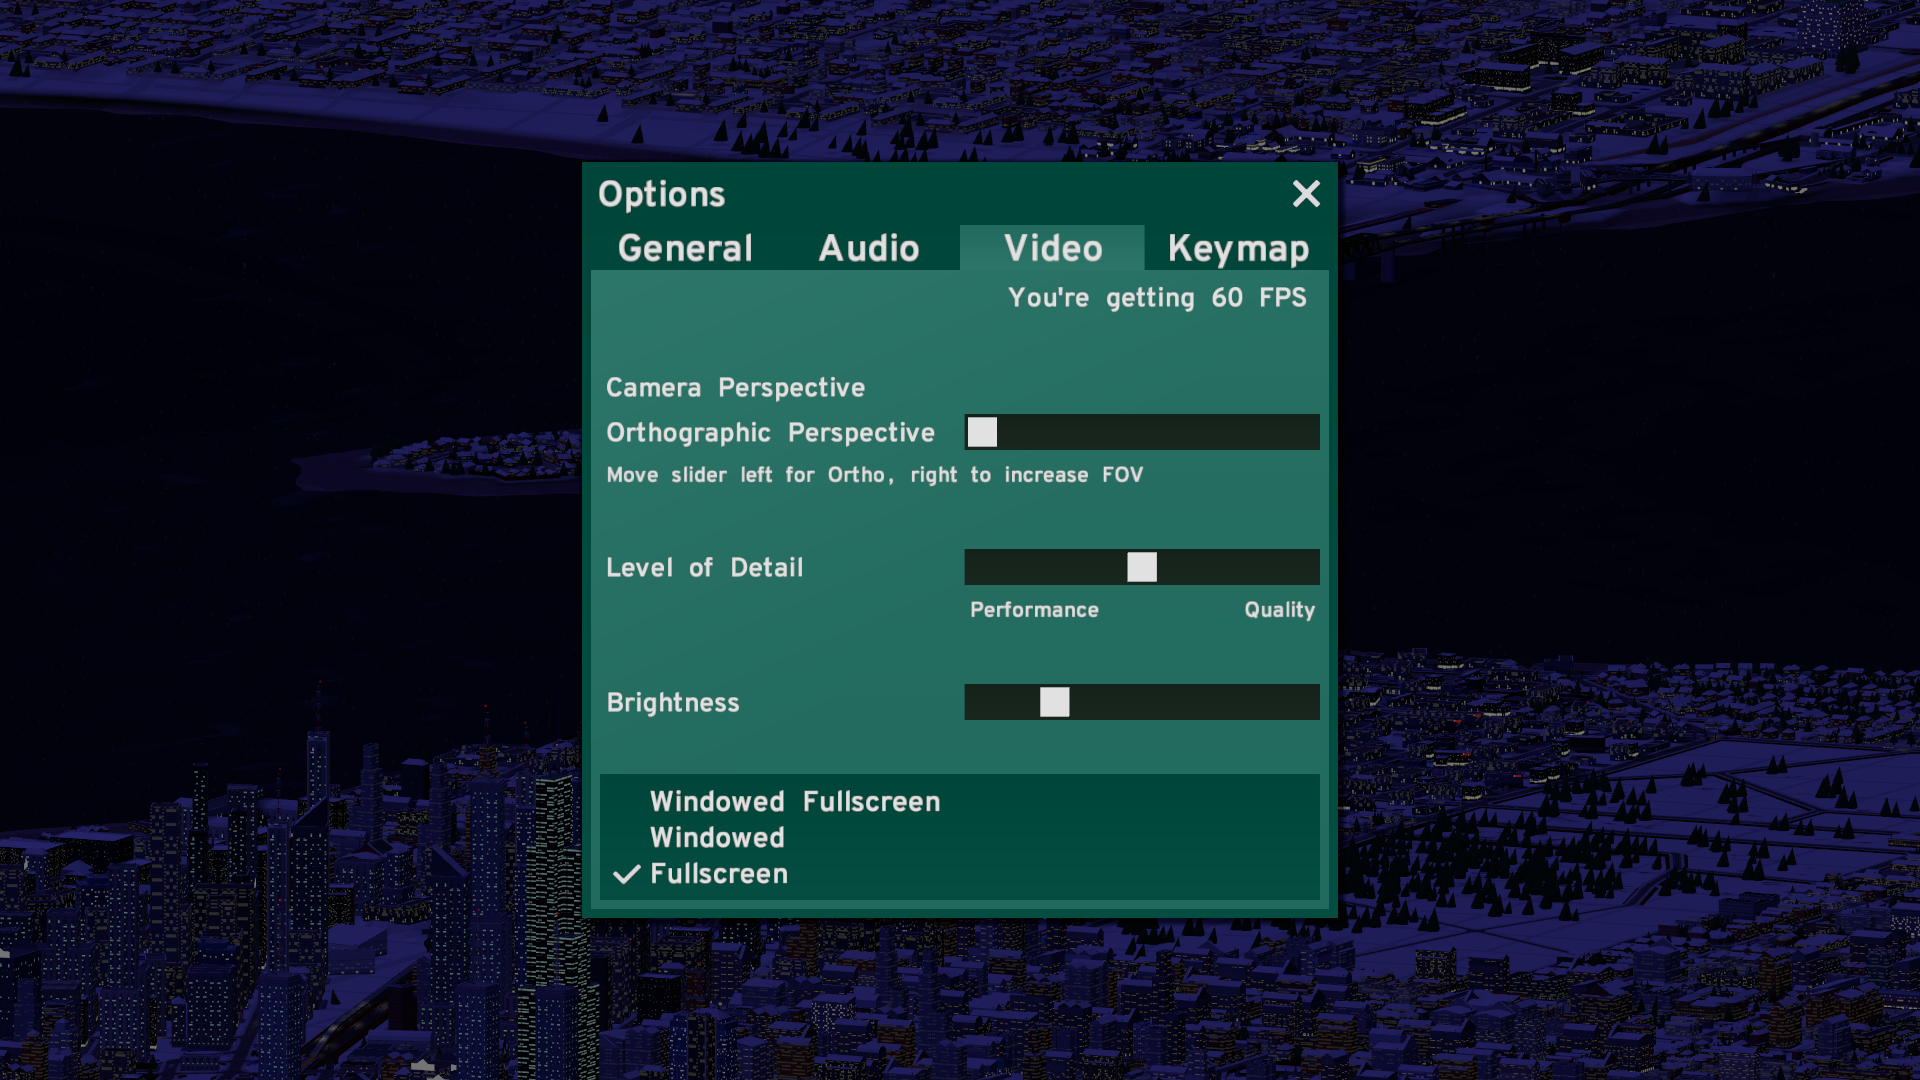 Options
General Audio Video Keymap
You're getting 60 FPS
Camera Perspective
Orthographic Perspective
Move slider left for Ortho, right to increase FOV
Level of Detail
Performance Quality
Brightness
Windowed Fullscreen
Windowed
Fullscreen